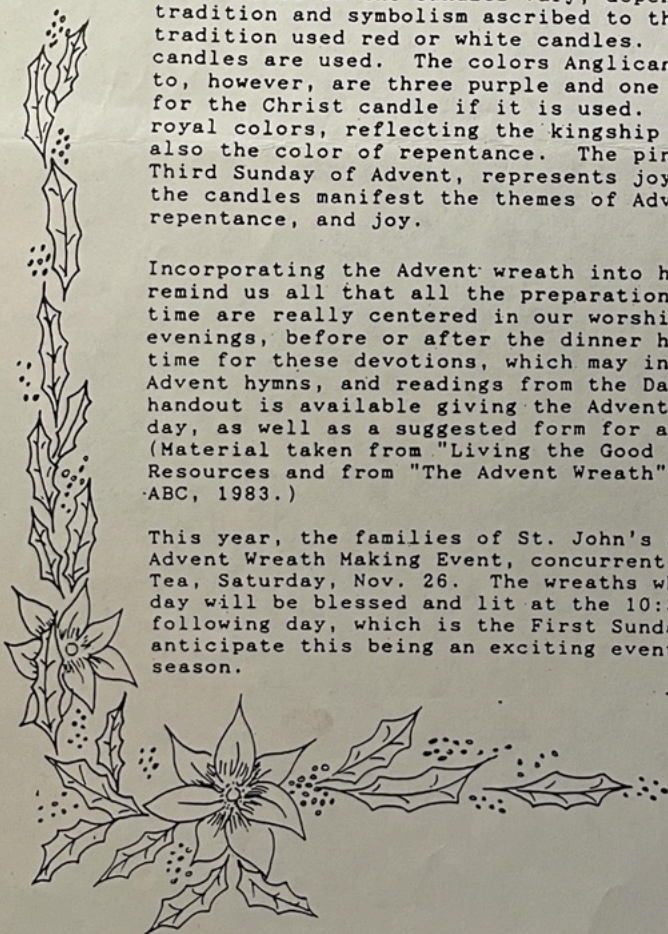 tradition and symbolism ascribed to th
tradition used red or white candles.
candles are used. The colors Anglican
to, however, are three purple and one
for the Christ candle if it is used.
royal colors, reflecting the kingship
also the color of repentance. The pin
Third Sunday of Advent, represents joy
the candles manifest the themes of Adv
repentance, and joy.
Incorporating the Advent wreath into h
remind us all that all the preparation
time are really centered in our worshi
evenings, before or after the dinner h
time for these devotions, which may in
Advent hymns, and readings from the Da
handout is available giving the Advent
day, as well as a suggested form for a
(Material taken from "Living the Good
Resources and from "The Advent Wreath"
ABC, 1983.)
This year, the families of St. John's
Advent Wreath Making Event, concurrent
Tea, Saturday, Nov. 26. The wreaths w
day will be blessed and lit at the 10:
following day, which is the First Sund
anticipate this being an exciting even
season.